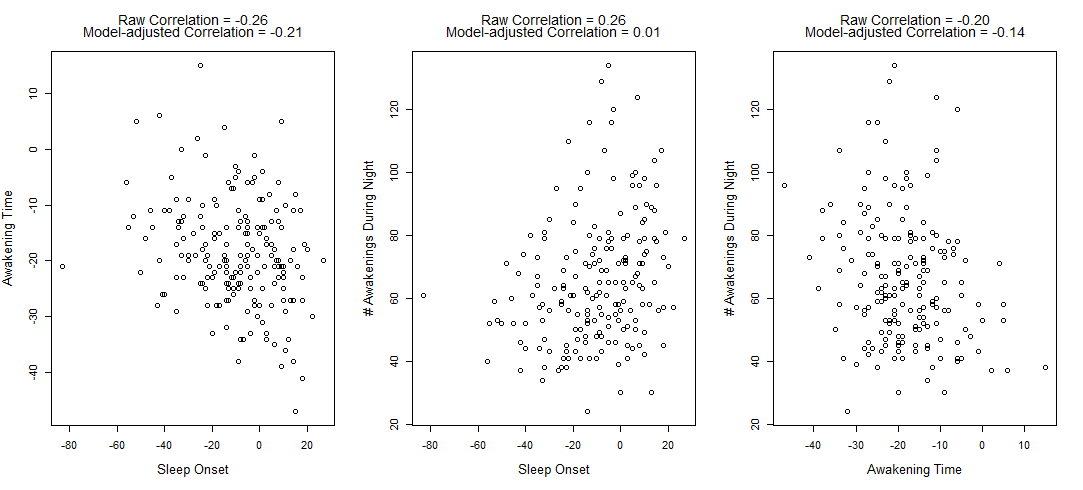 Raw Correlation = -0.26
Model-adjusted Correlation = -0.21
10
0
-10
-20
-30
-40
Awakening Time
-80 -60 -40 -20 0 20
Sleep Onset
Raw Correlation = 0.26
Model-adjusted Correlation = 0.01
120
100
80
60
40
20
# Awakenings During Night
-80 -60 -40 -20 0 20
Sleep Onset
Raw Correlation = -0.20
Model-adjusted Correlation = -0.14
120
100
80
60
40
20
# Awakenings During Night
-40 -30 -20 -10 0 10
Awakening Time